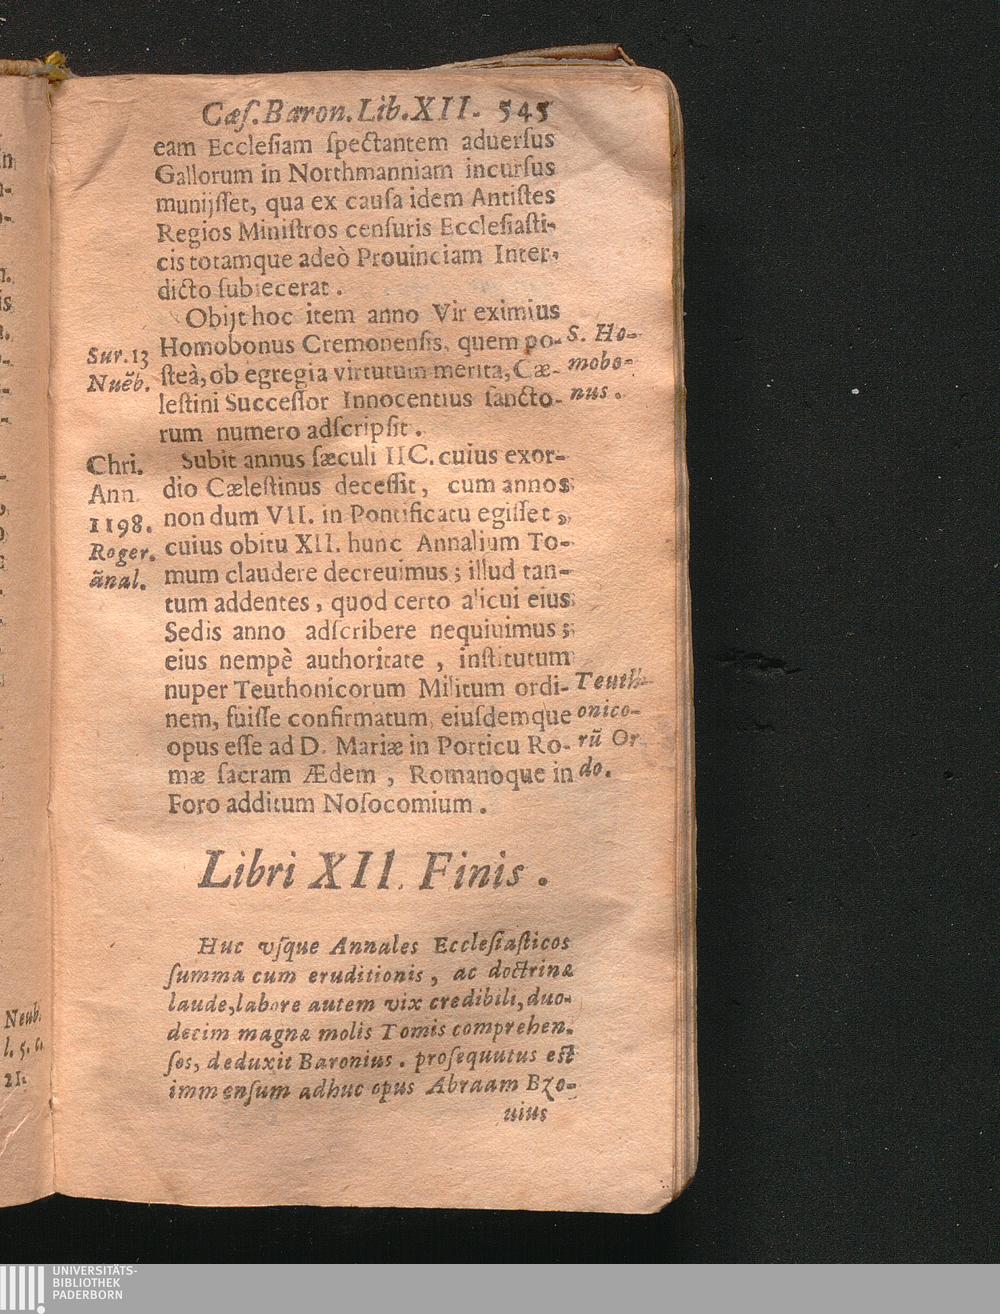 Cæſ. Baron. Lib. XII. 545
eam Eccleſiam ſpectantem aduerſus
Gallorum in Northmanniam incurſus
munijſſet, qua ex cauſa idem Antiſtes
Regios Miniſtros cenſuris Eccleſiaſti-
cis totamque adeò Prouinciam Inter-
dicto ſubiecerat.
Obijt hoc item anno Vir eximius
Homobonus Cremonenſis, quem po-
ſteà, ob egregia virtutum merita, Cæ-
leſtini Succeſſor Innocentius ſancto-
rum numero adſcripſit.
Sur. 13
Nuẽb.
S. Ho-
mobo-
nus.
Subit annus ſæculi IIC. cuius exor-
dio Cæleſtinus deceſſit, cum annos
non dum VII. in Pontificatu egiſſet,
cuius obitu XII. hunc Annalium To-
mum claudere decreuimus; illud tan-
tum addentes, quod certo alicui eius
Sedis anno adſcribere nequiuimus;
eius nempè authoritate, inſtitutum
nuper Teuthonicorum Militum ordi-
nem, fuiſſe confirmatum, eiuſdemque
opus eſſe ad D. Mariæ in Porticu Ro-
mæ ſacram Ædem, Romanoque in
Foro additum Noſocomium.
Chri.
Ann.
1198.
Roger.
ãnal.
Teuth-
onico-
rũ Or
do.
Libri XII. Finis.
Huc vſque Annales Eccleſiaſticos
ſumma cum eruditionis, ac doctrinæ
laude, labore autem vix credibili, duo-
decim magnæ molis Tomis comprehen-
ſos, deduxit Baronius. proſequutus eſt
immenſum adhuc opus Abraam Bzo-
uius
Neub.
l. 5. c.
21.
UNIVERSITÄTS-
BIBLIOTHEK
PADERBORN